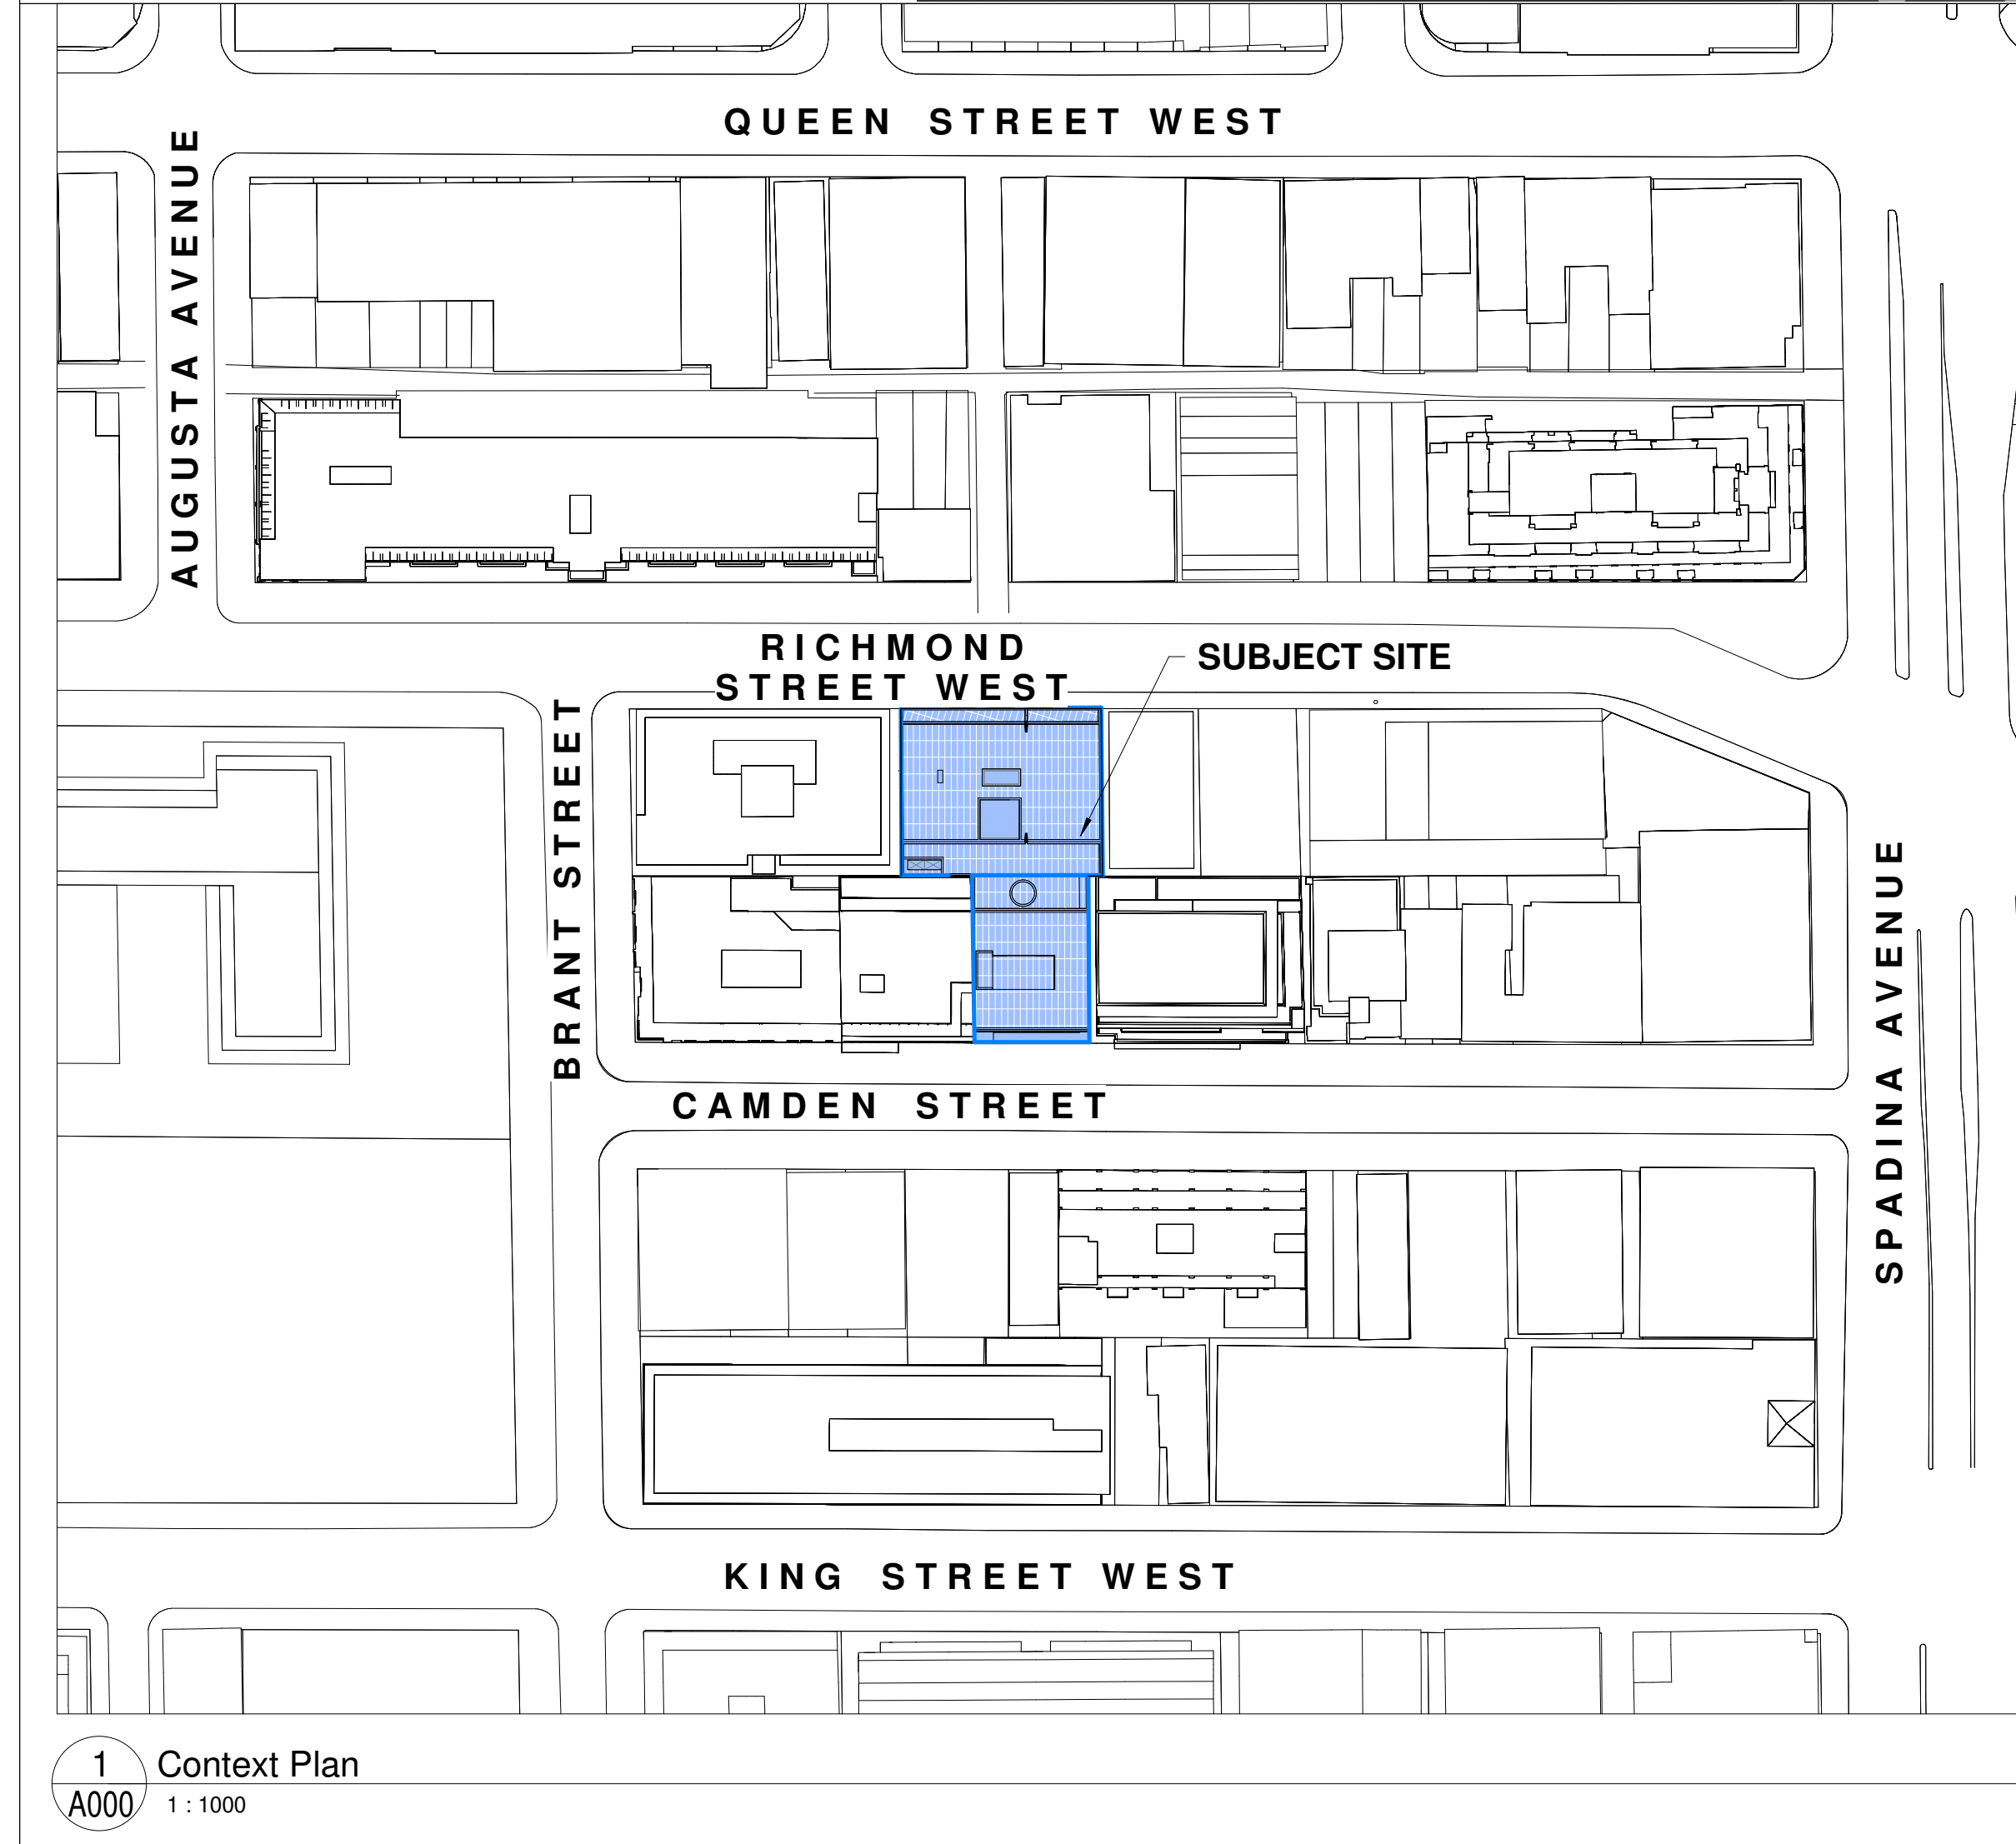 QUEEN STREET WEST
AUGUSTA AVENUE
RICHMOND
STREET WEST
SUBJECT SITE
BRANT STREET
SPADINA AVENUE
CAMDEN STREET
KING STREET WEST
1
A000
Context Plan
1 : 1000